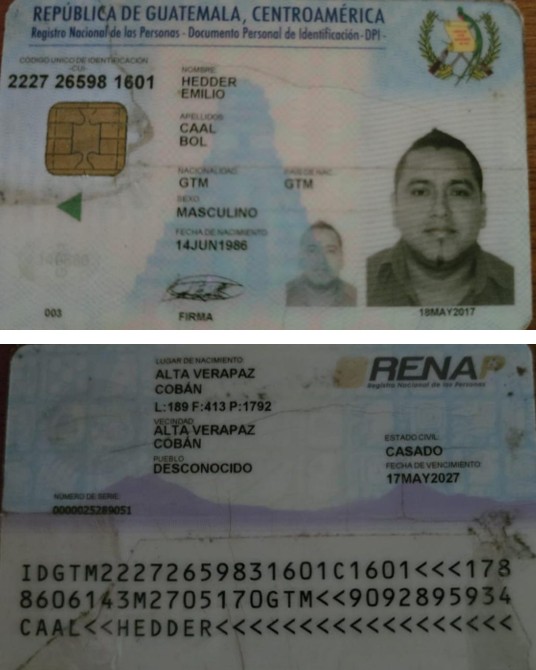 REPÚBLICA DE GUATEMALA, CENTROAMÉRICA
Registro Nacional de las Personas - Documento Personal de Identificación - DPI -
CÓDIGO ÚNICO DE IDENTIFICACIÓN
-CUI-
2227 26598 1601
NOMBRE:
HEDDER
EMILIO
APELLIDOS
CAAL
BOL
NACIONALIDAD
GTM
PAÍS DE NAC.
GTM
SEXO
MASCULINO
FECHA DE NACIMIENTO
14JUN1986
FIRMA
003
18MAY2017
LUGAR DE NACIMIENTO:
ALTA VERAPAZ
COBÁN
L:189 F:413 P:1792
VECINDAD
ALTA VERAPAZ
COBÁN
PUEBLO
DESCONOCIDO
RENAP
Registro Nacional de las Personas
ESTADO CIVIL:
CASADO
FECHA DE VENCIMIENTO:
17MAY2027
NÚMERO DE SERIE:
0000025289051
IDGTM22272659831601C1601<<<178
8606143M2705170GTM<<9092895934
CAAL<<HEDDER<<<<<<<<<<<<<<<<<<